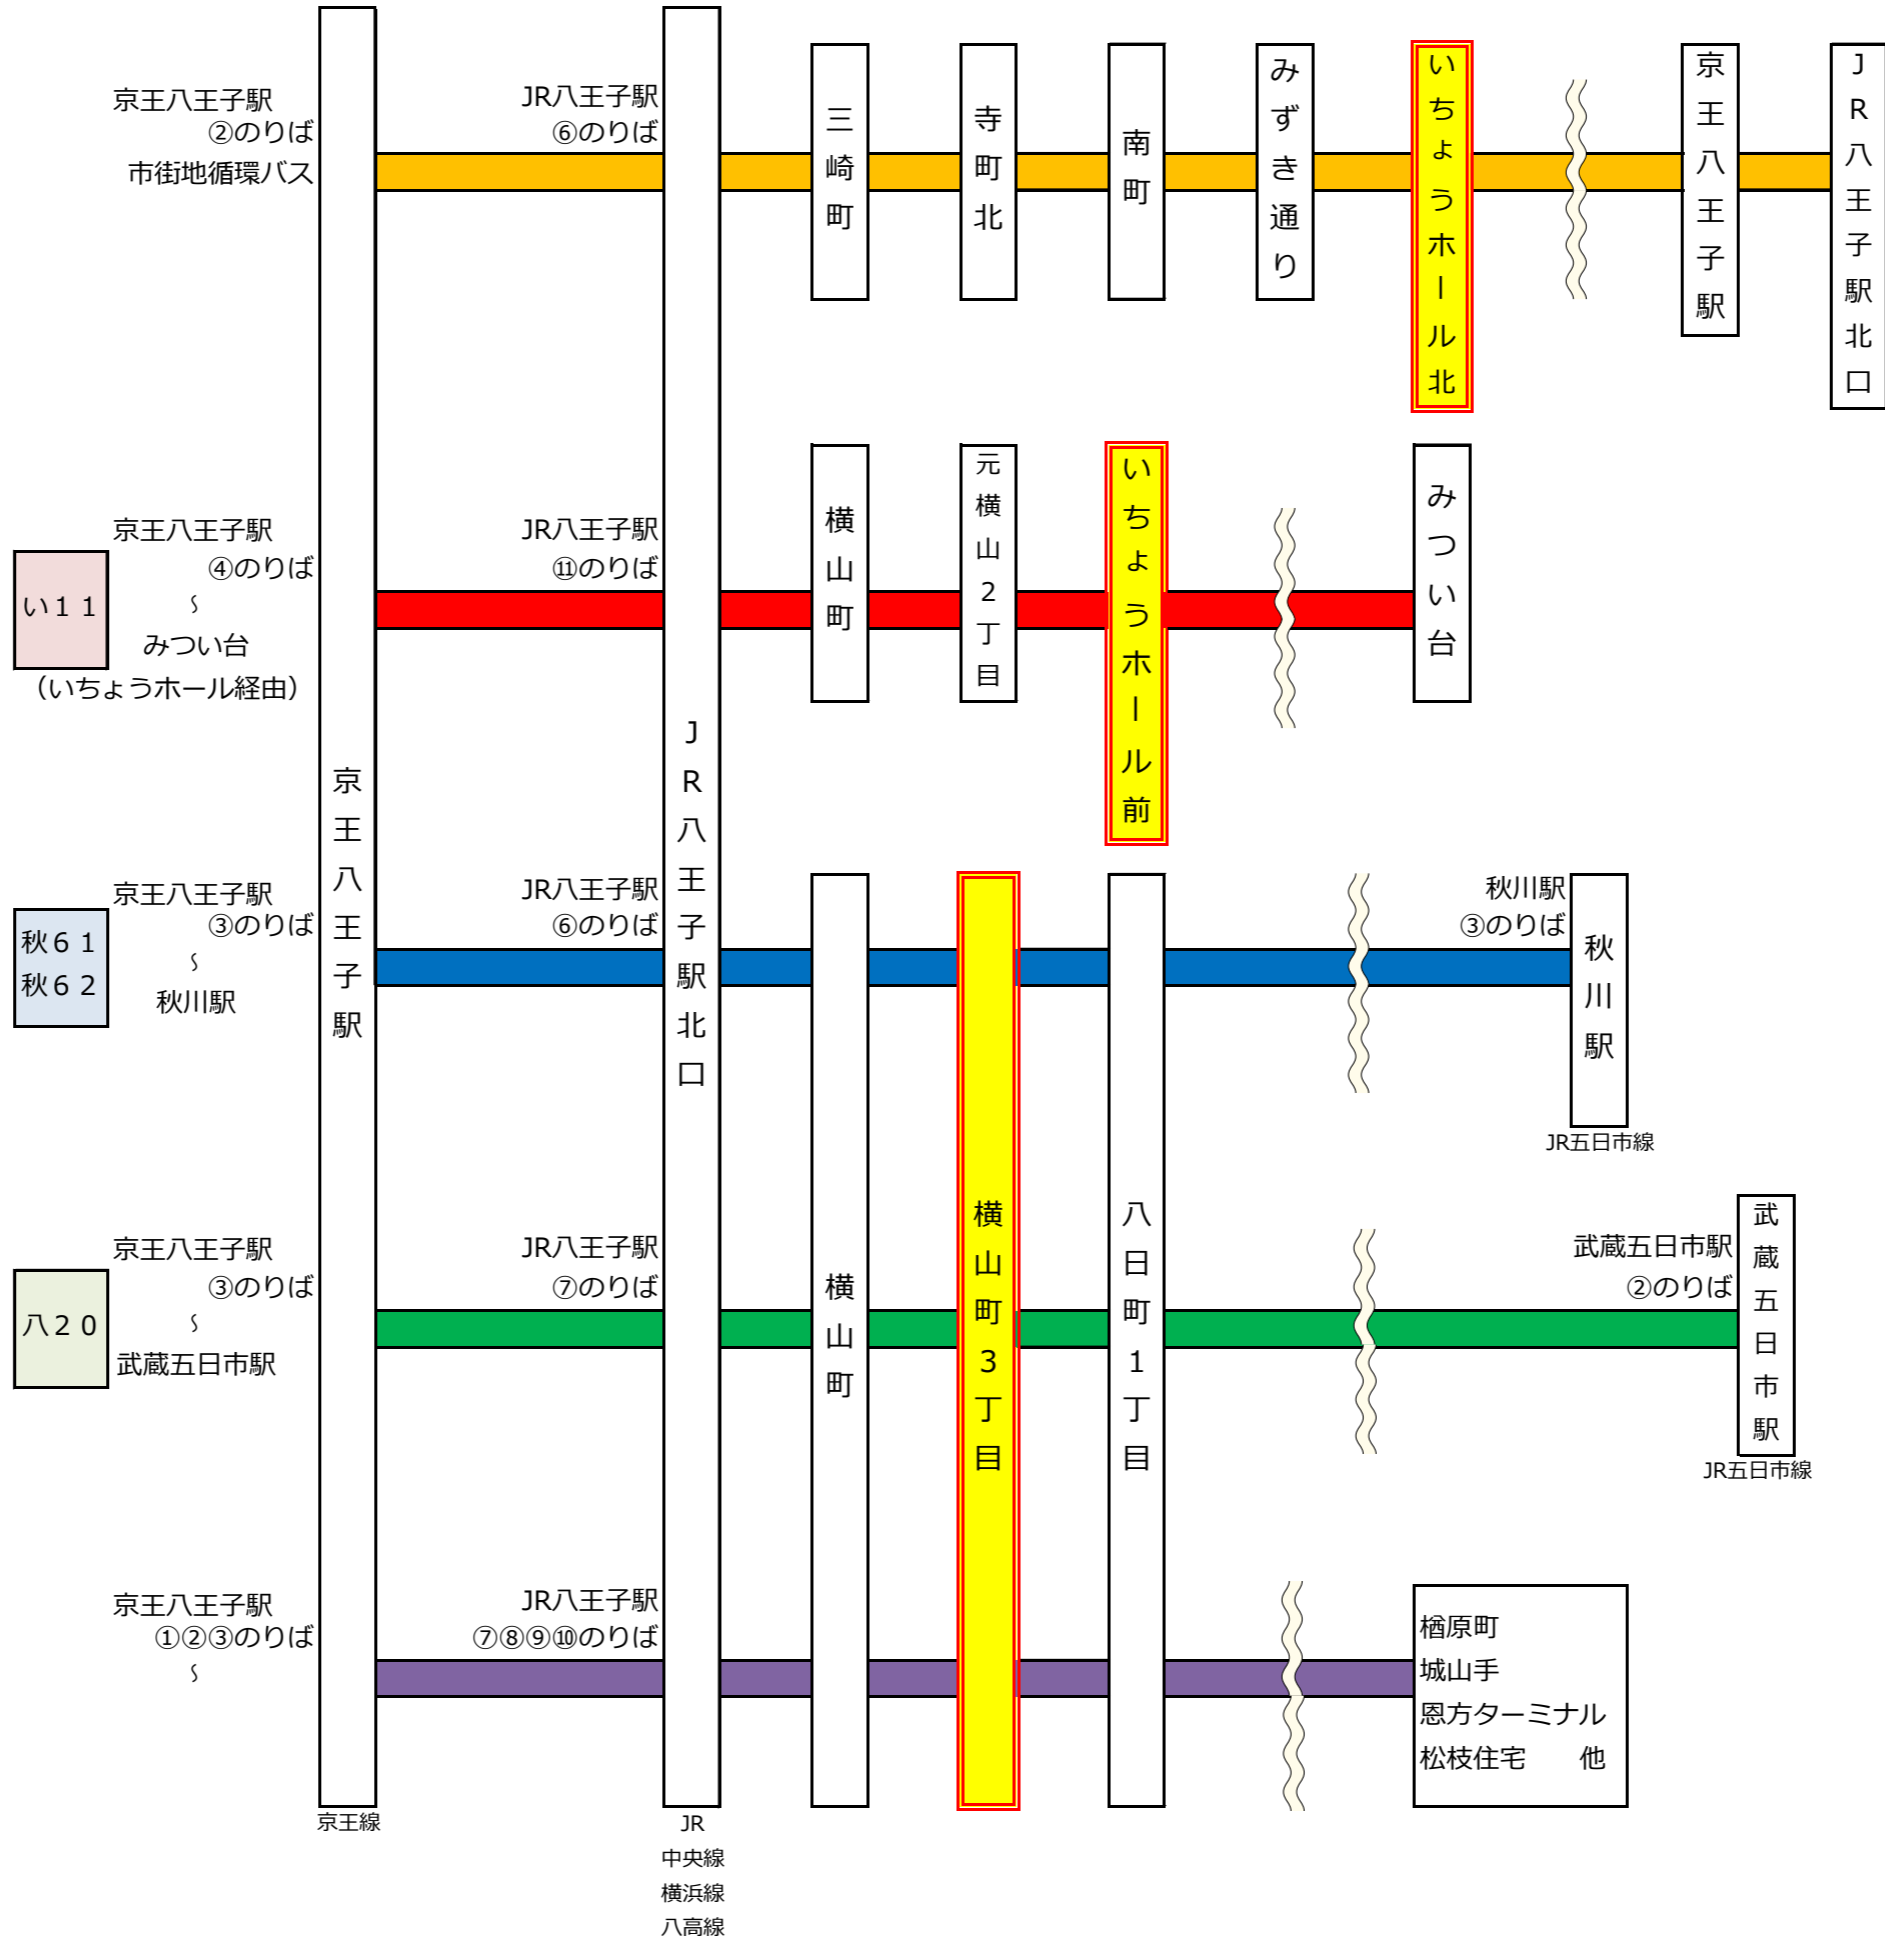 京王八王子駅
②のりば
市街地循環バス
JR八王子駅
⑥のりば
三崎町
寺町北
南町
みずき通り
いちょうホール北
京王八王子駅
JR八王子駅北口
い１１
京王八王子駅
④のりば
～
みつい台
（いちょうホール経由）
JR八王子駅
⑪のりば
横山町
元横山２丁目
いちょうホール前
みつい台
京王八王子駅
JR八王子駅北口
秋６１
秋６２
京王八王子駅
③のりば
～
秋川駅
JR八王子駅
⑥のりば
秋川駅
③のりば
秋川駅
JR五日市線
横山町
横山町３丁目
八日町１丁目
八２０
京王八王子駅
③のりば
～
武蔵五日市駅
JR八王子駅
⑦のりば
武蔵五日市駅
②のりば
武蔵五日市駅
JR五日市線
京王八王子駅
①②③のりば
～
JR八王子駅
⑦⑧⑨⑩のりば
楢原町
城山手
恩方ターミナル
松枝住宅　　他
京王線
JR
中央線
横浜線
八高線